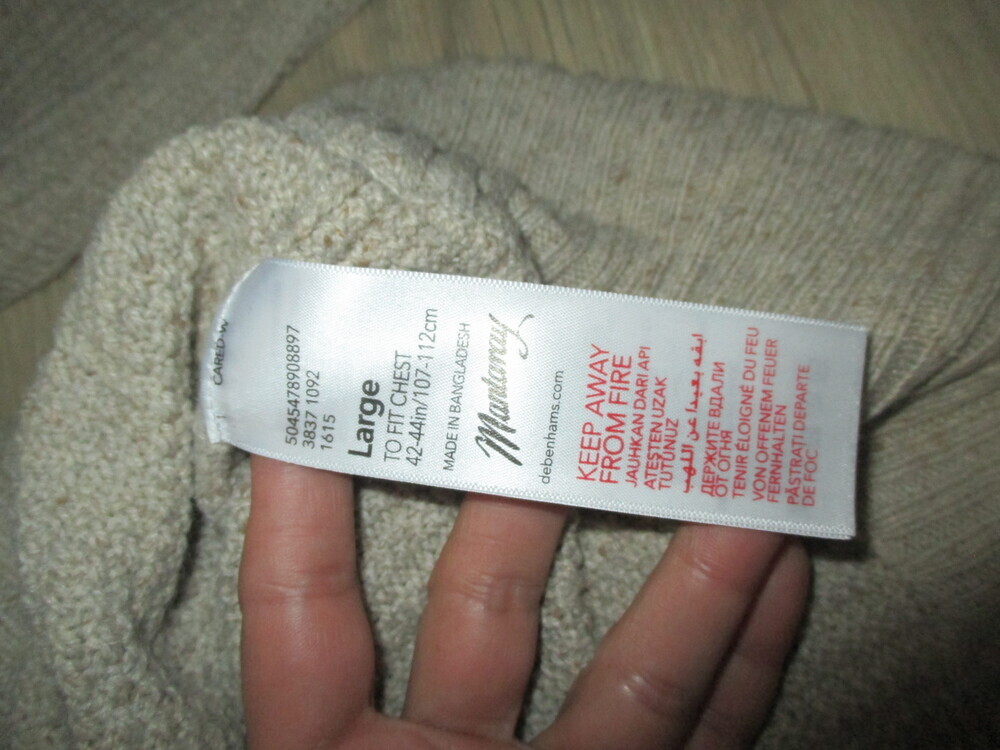 CARED-W
5045478908897
3837 1092
1615
Large
TO FIT CHEST
42-44in/107-112cm
MADE IN BANGLADESH
Mantaray
debenhams.com
KEEP AWAY
FROM FIRE
JAUHKAN DARI API
ATEŞTEN UZAK
TUTUNUZ
ابقه بعيدا عن اللهيب
ДЕРЖИТЕ ВДАЛИ
ОТ ОГНЯ
TENIR ÉLOIGNÉ DU FEU
VON OFFENEM FEUER
FERNHALTEN
PĂSTRAŢI DEPARTE
DE FOC